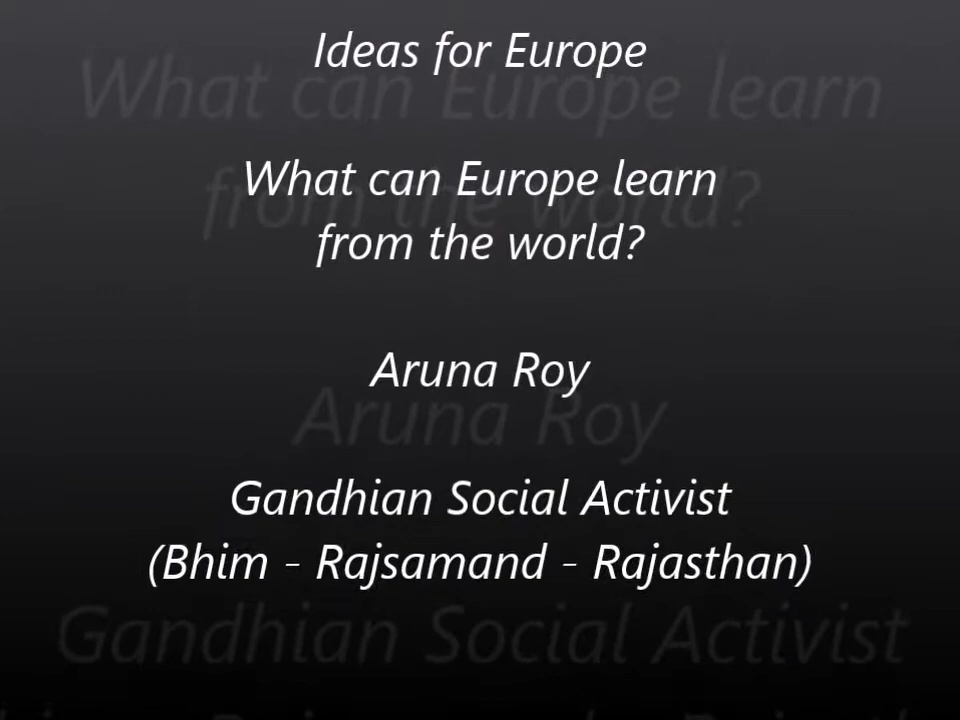 Ideas for Europe
What can Europe learn
from the world?
Aruna Roy
Gandhian Social Activist
(Bhim - Rajsamand - Rajasthan)